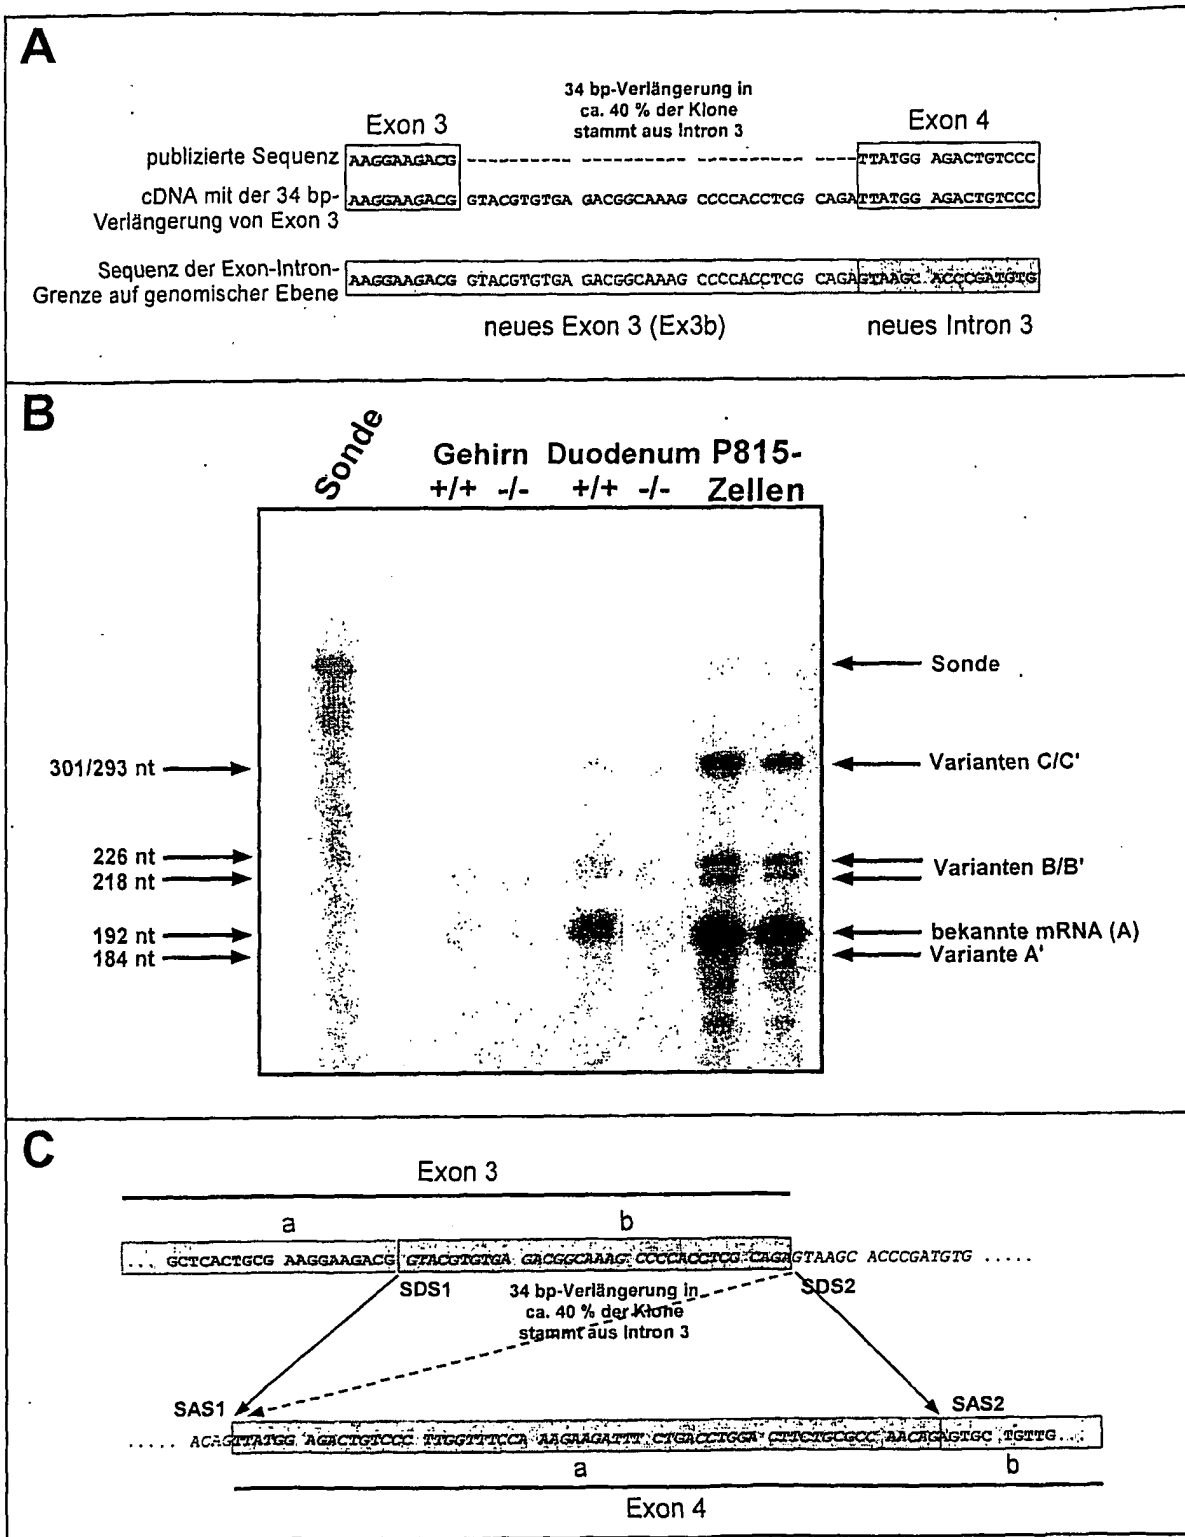 A
34 bp-Verlängerung in
ca. 40 % der Klone
stammt aus Intron 3
Exon 3
Exon 4
publizierte Sequenz
AAGGAAGACG ---------- ---------- ---------- ---- TTATGG AGACTGTCCC
cDNA mit der 34 bp-
Verlängerung von Exon 3
AAGGAAGACG GTACGTGTGA GACGGCAAAG CCCCACCTCG CAGATTATGG AGACTGTCCC
Sequenz der Exon-Intron-
Grenze auf genomischer Ebene
AAGGAAGACG GTACGTGTGA GACGGCAAAG CCCCACCTCG CAGAGTAAGC ACCCGATGTG
neues Exon 3 (Ex3b)
neues Intron 3
B
Sonde
Gehirn Duodenum P815-
+/+ -/- +/+ -/- Zellen
Sonde
301/293 nt
Varianten C/C'
226 nt
218 nt
Varianten B/B'
192 nt
bekannte mRNA (A)
184 nt
Variante A'
C
Exon 3
a
b
... GCTCACTGCG AAGGAAGACG GTACGTGTGA GACGGCAAAG CCCCACCTCG CAGAGTAAGC ACCCGATGTG .....
SDS1
34 bp-Verlängerung in
ca. 40 % der Klone
stammt aus Intron 3
SDS2
SAS1
SAS2
..... ACAGTTATGG AGACTGTCCC TTGGTTTCCA AAGAAGATTT CTGACCTGGA CTTCTGCGCC AACAGAGTGC TGTTG...
a
b
Exon 4